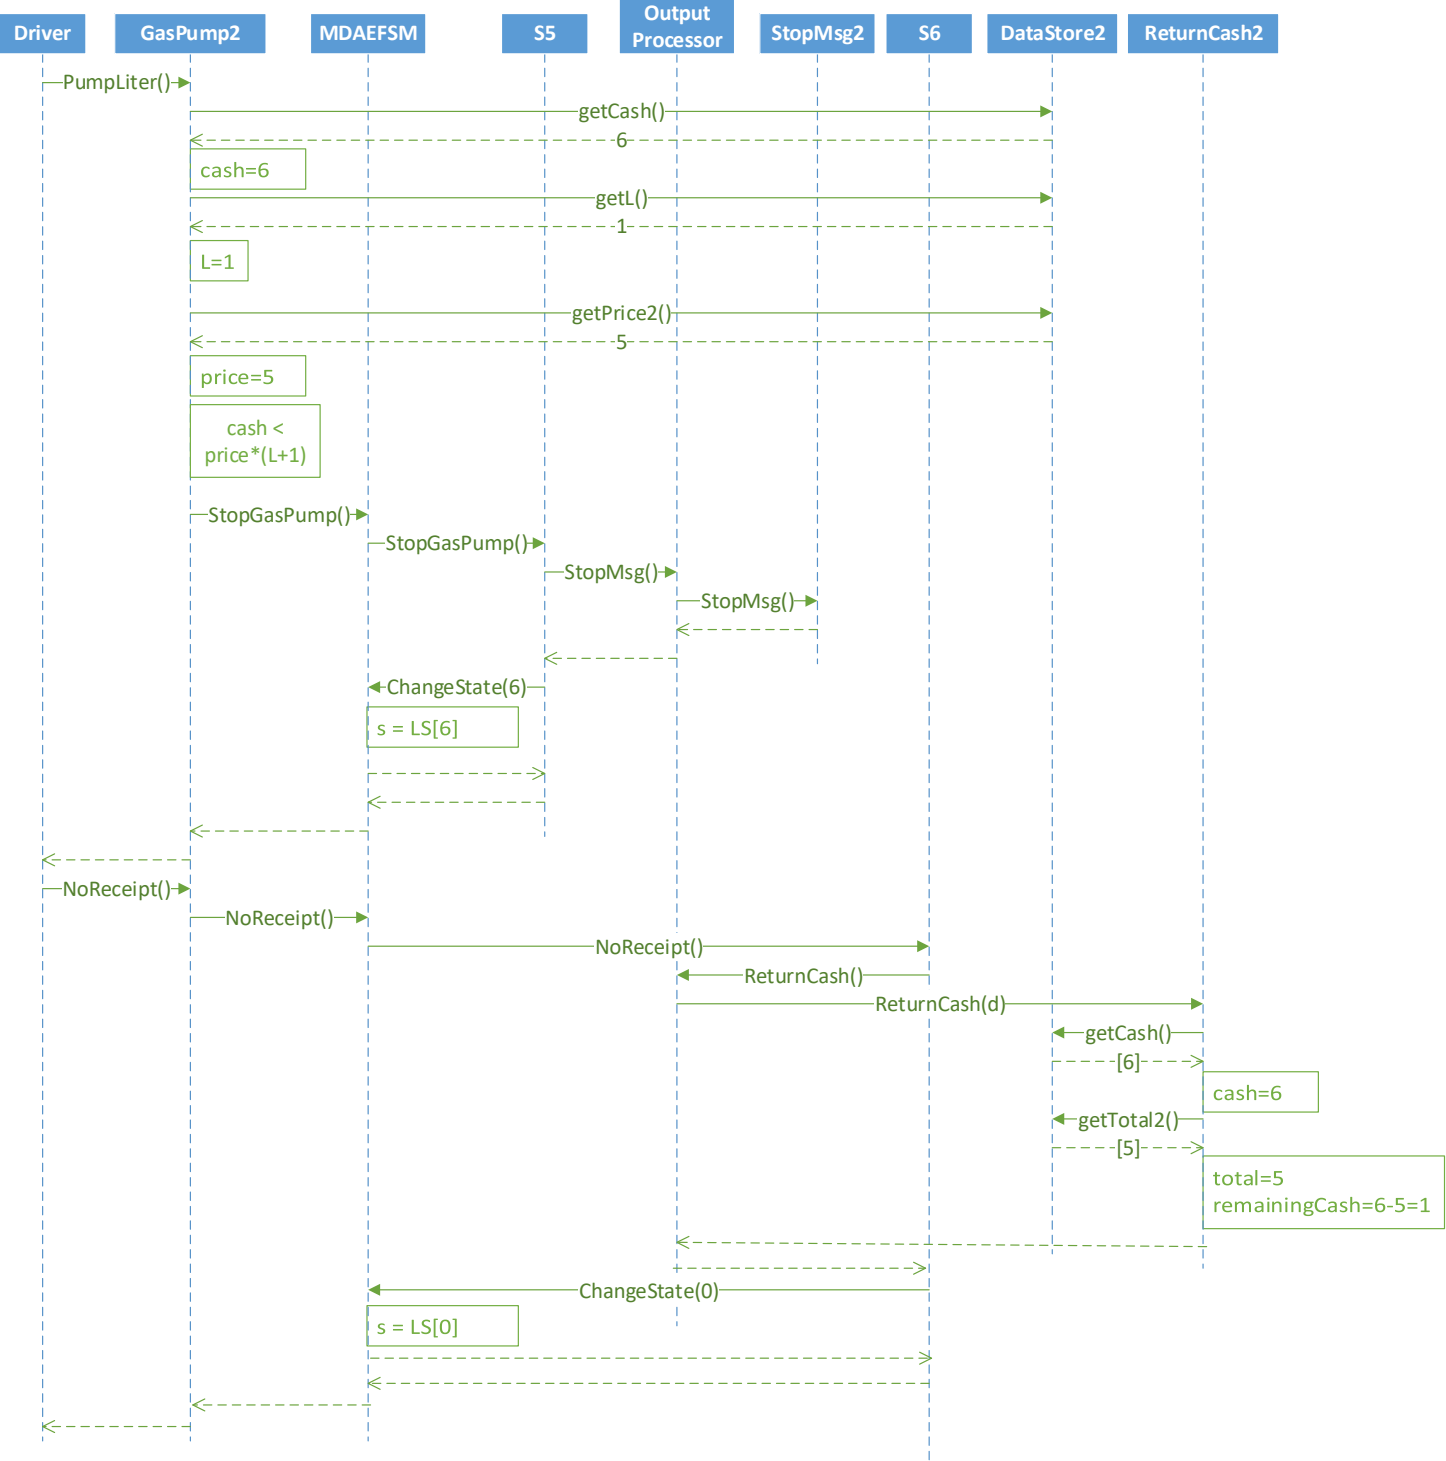 Driver
GasPump2
MDAEFSM
S5
Output
Processor
StopMsg2
S6
DataStore2
ReturnCash2
PumpLiter()
getCash()
6
cash=6
getL()
1
L=1
getPrice2()
5
price=5
cash <
price*(L+1)
StopGasPump()
StopGasPump()
StopMsg()
StopMsg()
ChangeState(6)
s = LS[6]
NoReceipt()
NoReceipt()
NoReceipt()
ReturnCash()
ReturnCash(d)
getCash()
[6]
cash=6
getTotal2()
[5]
total=5
remainingCash=6-5=1
ChangeState(0)
s = LS[0]